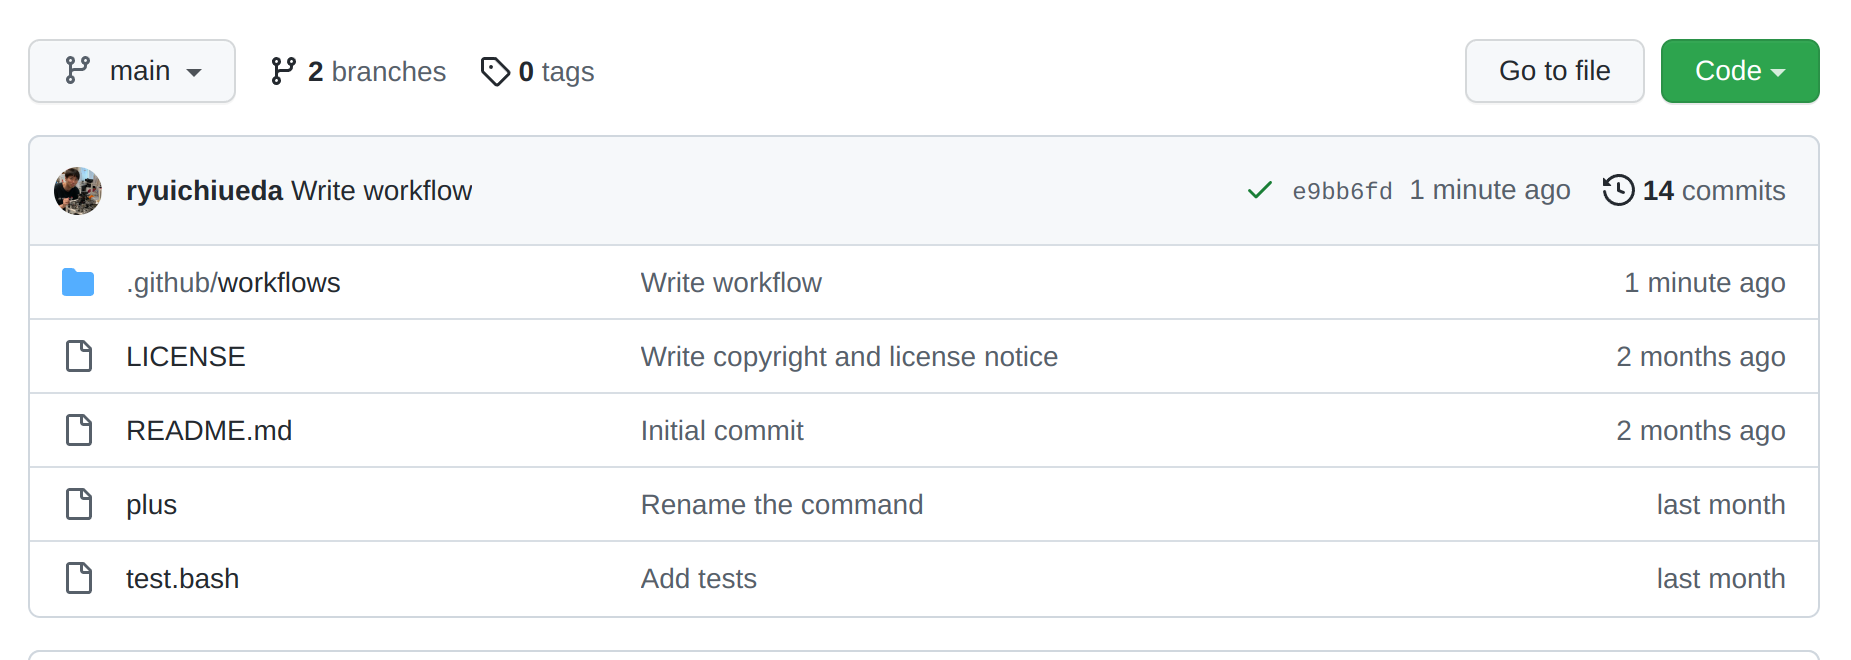 main 2 branches 0 tags Go to file Code
ryuichiueda Write workflow e9bb6fd 1 minute ago 14 commits
.github/workflows Write workflow 1 minute ago
LICENSE Write copyright and license notice 2 months ago
README.md Initial commit 2 months ago
plus Rename the command last month
test.bash Add tests last month